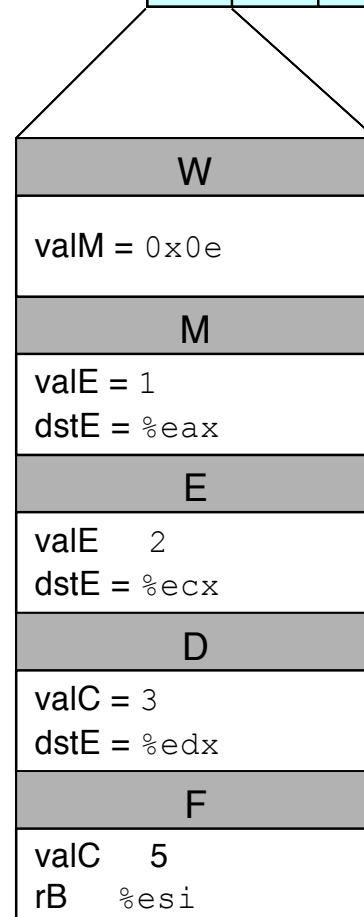 W
valM = 0x0e
M
valE = 1
dstE = %eax
E
valE 2
dstE = %ecx
D
valC = 3
dstE = %edx
F
valC 5
rB %esi